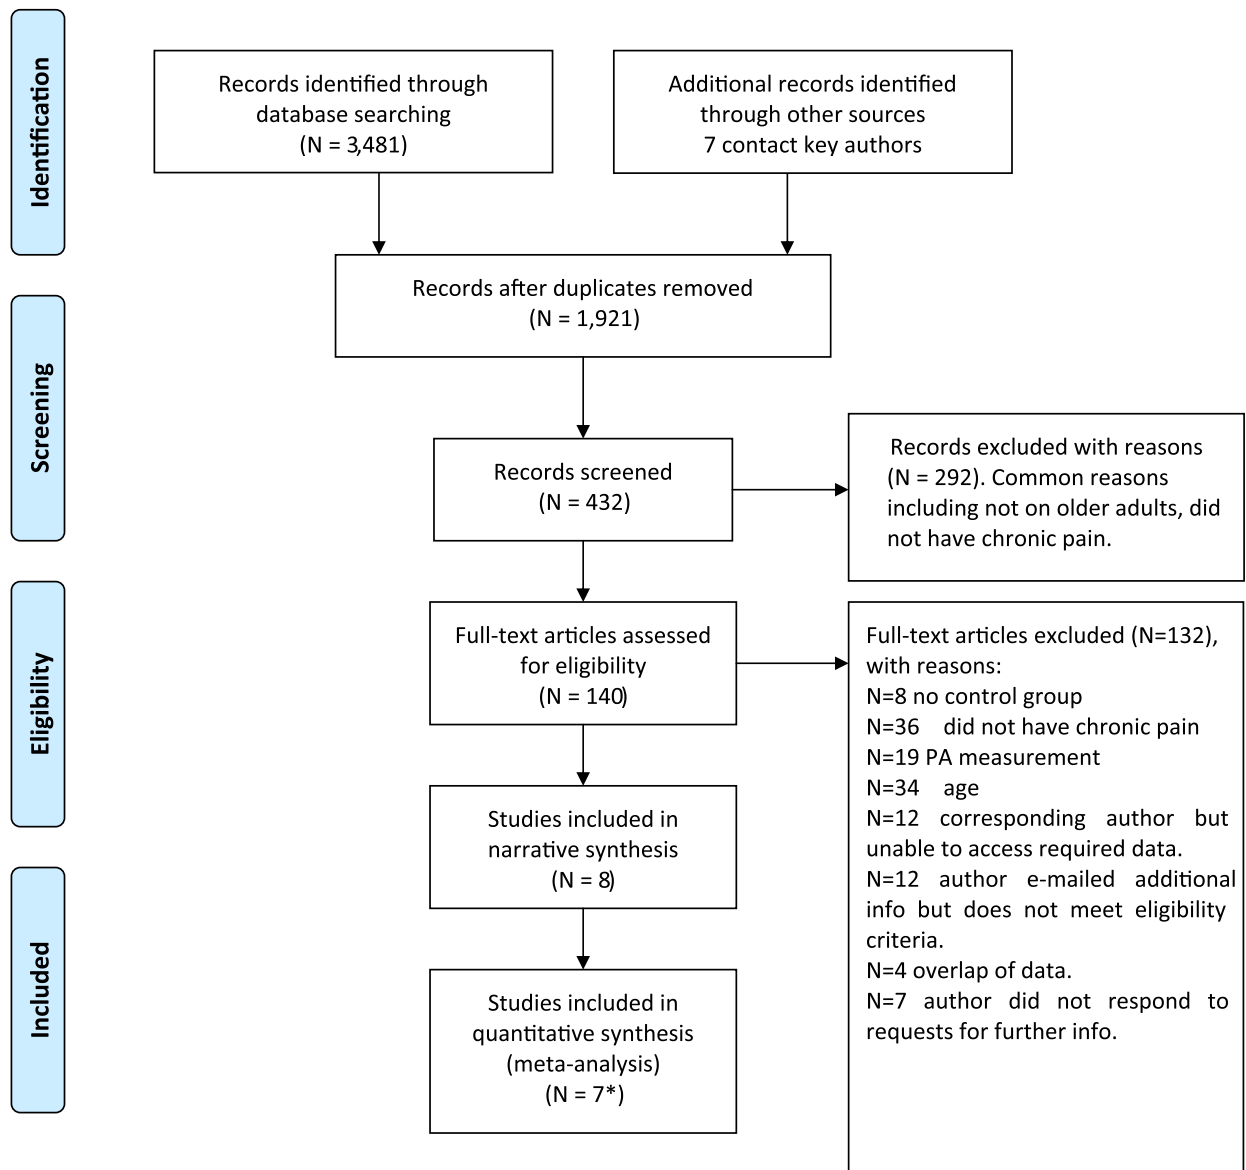 Identification
Records identified through
database searching
(N = 3,481)
Additional records identified
through other sources
7 contact key authors
Records after duplicates removed
(N = 1,921)
Screening
Records screened
(N = 432)
Records excluded with reasons
(N = 292). Common reasons
including not on older adults, did
not have chronic pain.
Eligibility
Full-text articles assessed
for eligibility
(N = 140)
Full-text articles excluded (N=132),
with reasons:
N=8 no control group
N=36 did not have chronic pain
N=19 PA measurement
N=34 age
N=12 corresponding author but
unable to access required data.
N=12 author e-mailed additional
info but does not meet eligibility
criteria.
N=4 overlap of data.
N=7 author did not respond to
requests for further info.
Studies included in
narrative synthesis
(N = 8)
Included
Studies included in
quantitative synthesis
(meta-analysis)
(N = 7*)